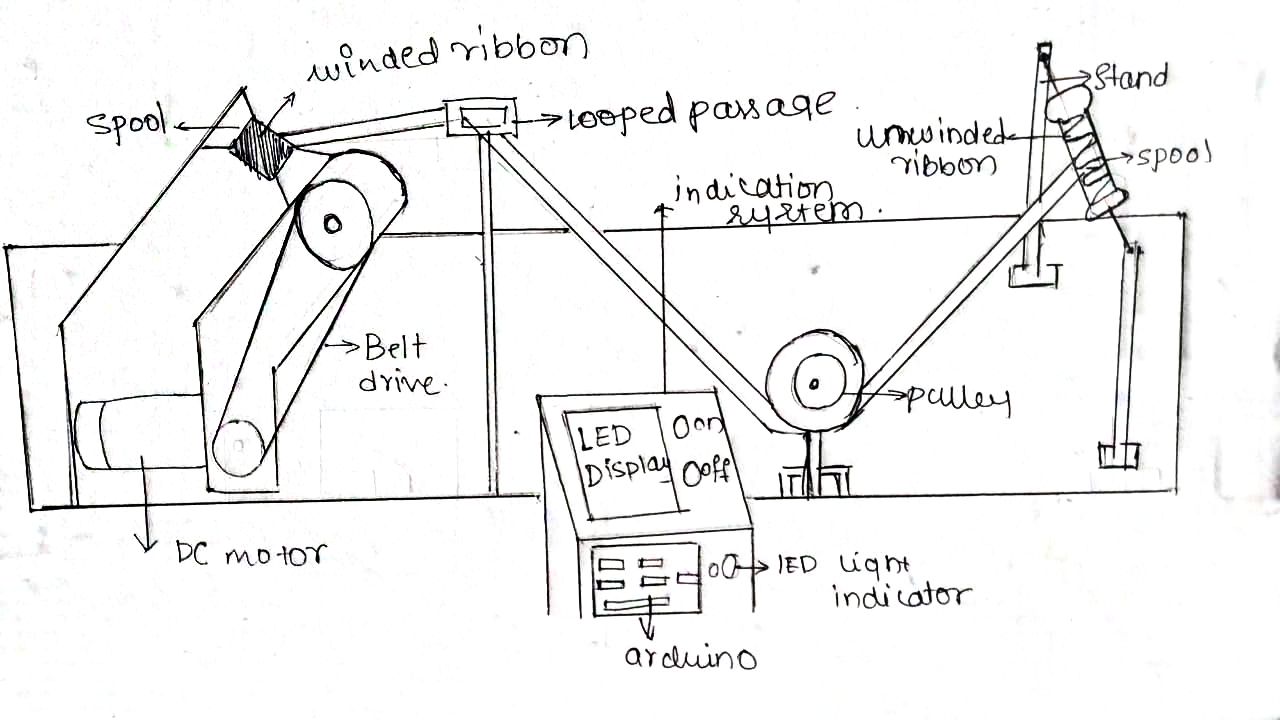 winded ribbon
spool
Looped passage
Stand
unwinded
ribbon
spool
indication
system.
Belt
drive.
pulley
LED
Display
On
Off
DC motor
LED light
indicator
arduino